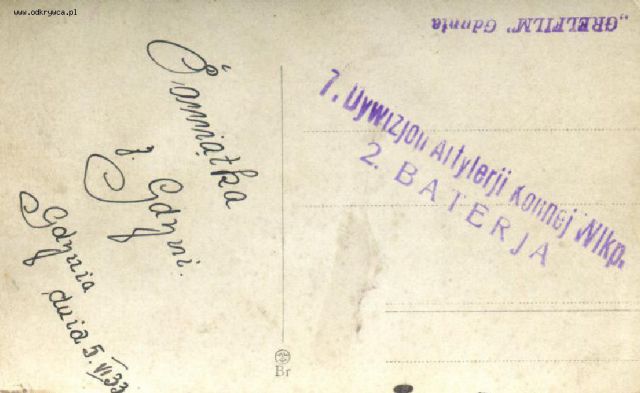 www.odkrywca.pl
"GRELFILM" Gdynia
Pamiątka
z Gdyni.
Gdynia
dnia 5.VI 33
7. Dywizjon Artylerji Konnej Wlkp.
2. BATERJA
Br